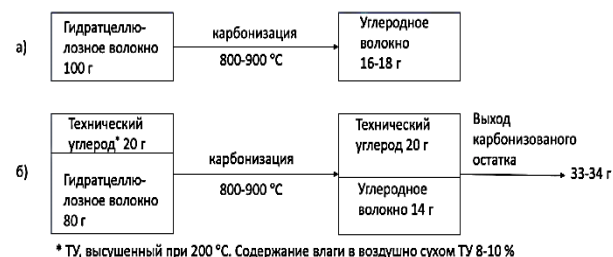 а)
Гидратцеллю-
лозное волокно
100 г
карбонизация
800-900 °C
Углеродное
волокно
16-18 г
б)
Технический
углерод* 20 г
Гидратцеллю-
лозное волокно
80 г
карбонизация
800-900 °C
Технический
углерод 20 г
Углеродное
волокно 14 г
Выход
карбонизованого
остатка
33-34 г
* ТУ, высушенный при 200 °C. Содержание влаги в воздушно сухом ТУ 8-10 %